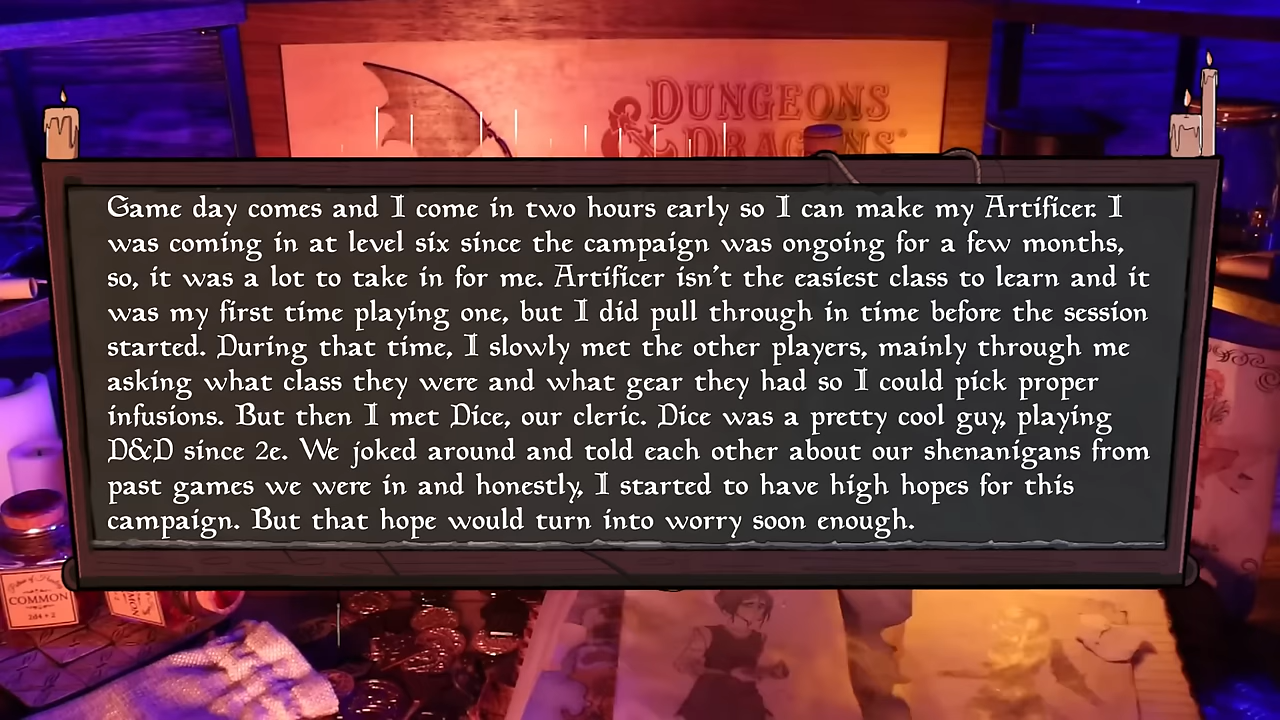 DUNGEONS
& DRAGONS
Game day comes and I come in two hours early so I can make my Artificer. I
was coming in at level six since the campaign was ongoing for a few months,
so, it was a lot to take in for me. Artificer isn't the easiest class to learn and it
was my first time playing one, but I did pull through in time before the session
started. During that time, I slowly met the other players, mainly through me
asking what class they were and what gear they had so I could pick proper
infusions. But then I met Dice, our cleric. Dice was a pretty cool guy, playing
D&D since 2e. We joked around and told each other about our shenanigans from
past games we were in and honestly, I started to have high hopes for this
campaign. But that hope would turn into worry soon enough.
COMMON
2d4 + 2